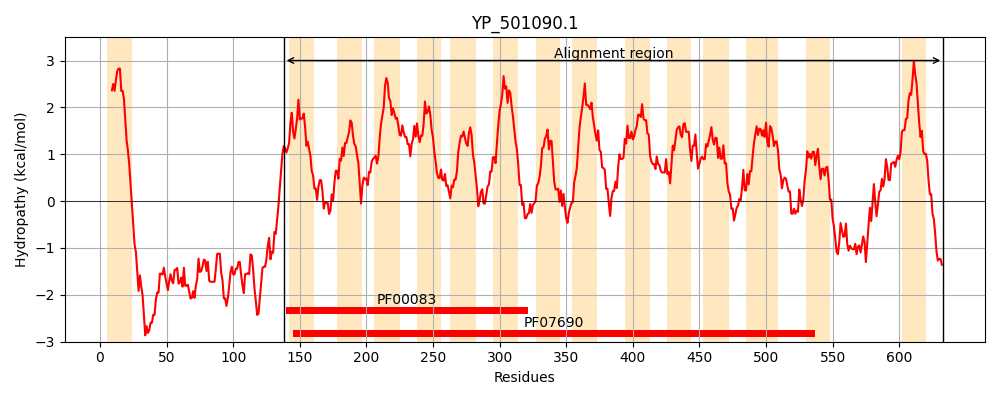 YP_501090.1
Alignment region
3
2
1
0
−1
−2
−3
Hydropathy (kcal/mol)
PF00083
PF07690
0 50 100 150 200 250 300 350 400 450 500 550 600
Residues